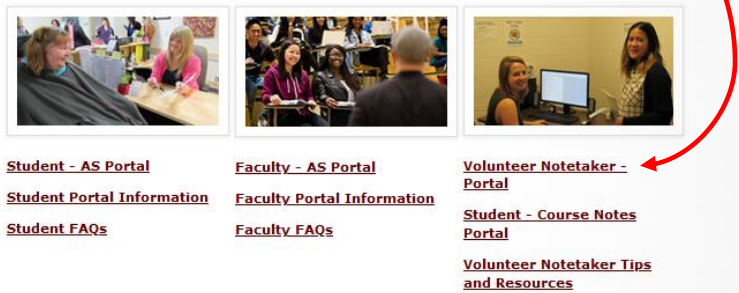 Student - AS Portal
Student Portal Information
Student FAQs
Faculty - AS Portal
Faculty Portal Information
Faculty FAQs
Volunteer Notetaker -
Portal
Student - Course Notes
Portal
Volunteer Notetaker Tips
and Resources